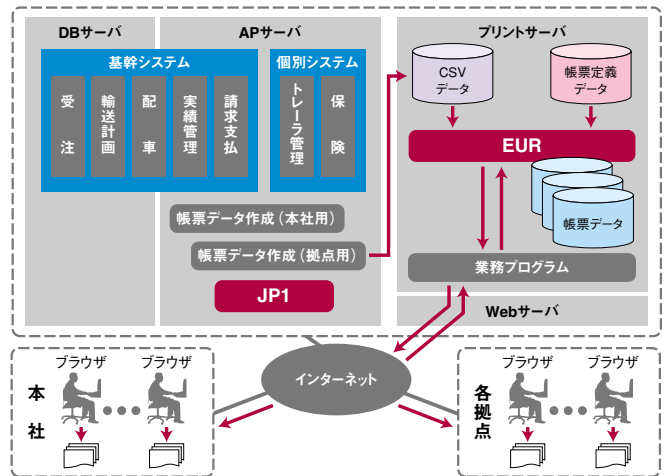 DBサーバ
APサーバ
プリントサーバ
基幹システム
個別システム
受注
輸送計画
配車
実績管理
請求支払
トレーラ管理
保険
CSV
データ
帳票定義
データ
EUR
帳票データ
帳票データ作成（本社用）
帳票データ作成（拠点用）
業務プログラム
JP1
Webサーバ
インターネット
本社
ブラウザ
ブラウザ
各拠点
ブラウザ
ブラウザ